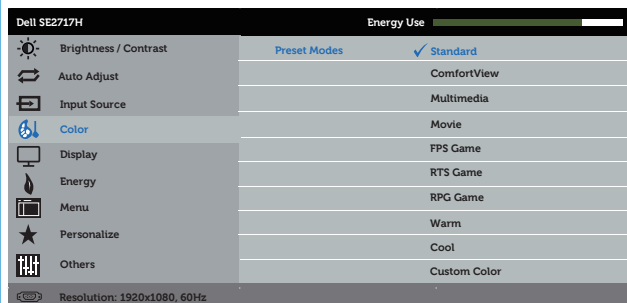 Dell SE2717H Energy Use
Brightness / Contrast Preset Modes Standard
Auto Adjust ComfortView
Input Source Multimedia
Color Movie
Display FPS Game
Energy RTS Game
Menu RPG Game
Personalize Warm
Others Cool
Custom Color
Resolution: 1920x1080, 60Hz